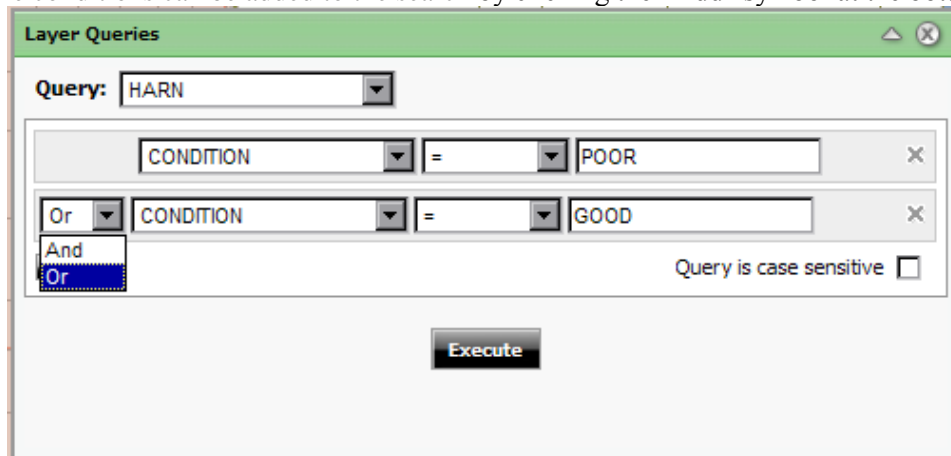 Layer Queries
Query: HARN
CONDITION = POOR
Or CONDITION = GOOD
And
Or
Query is case sensitive
Execute